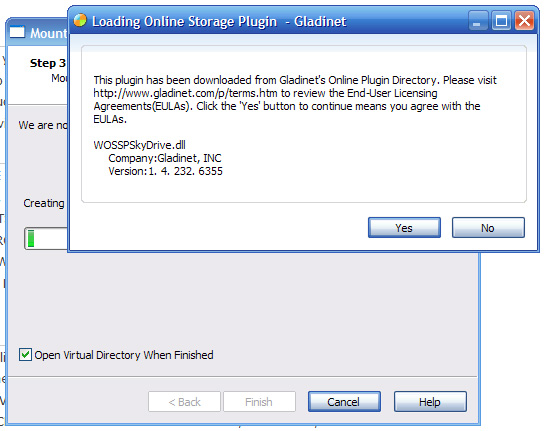 Loading Online Storage Plugin - Gladinet
Mount
Step 3
Mou
This plugin has been downloaded from Gladinet's Online Plugin Directory. Please visit
http://www.gladinet.com/p/terms.htm to review the End-User Licensing
Agreements(EULAs). Click the 'Yes' button to continue means you agree with the
EULAs.
We are no
WOSSPSkyDrive.dll
Company:Gladinet, INC
Version:1. 4. 232. 6355
Creating
Yes
No
Open Virtual Directory When Finished
< Back
Finish
Cancel
Help